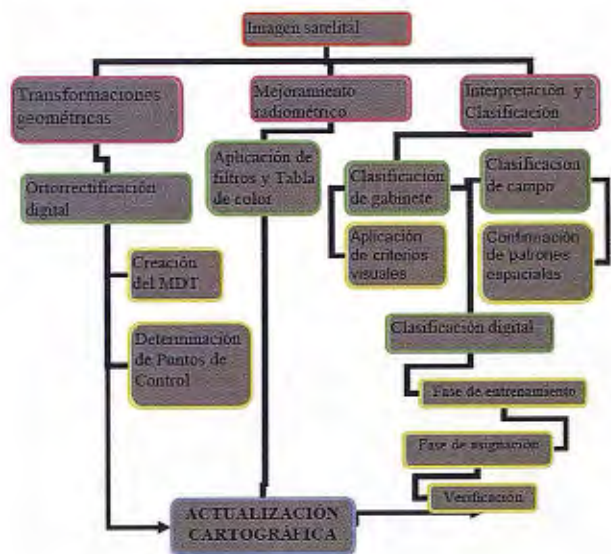 Imagen satelital
Transformaciones
geométricas
Mejoramiento
radiométrico
Interpretación y
Clasificación
Ortorrectificación
digital
Aplicación de
filtros y Tabla
de color
Clasificación
de gabinete
Clasificacson
de campo
Creación
del MDT
Aplicación
de criterios
visuales
Confirmación
de patrones
espaciales
Determinación
de Puntos de
Control
Clasificación digital
Fase de entrenamiento
Fase de asignación
Verificación
ACTUALIZACIÓN
CARTOGRÁFICA